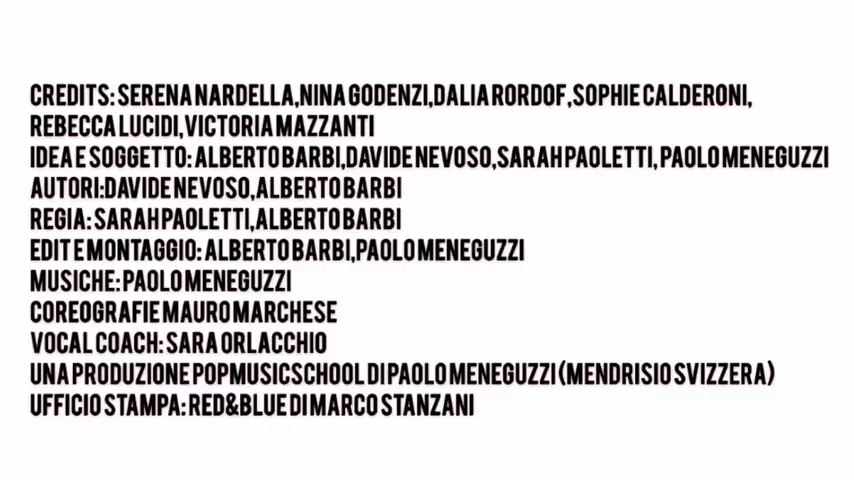 CREDITS: SERENA NARDELLA,NINA GODENZI,DALIA RORDOF,SOPHIE CALDERONI,
REBECCA LUCIDI,VICTORIA MAZZANTI
IDEA E SOGGETTO: ALBERTO BARBI,DAVIDE NEVOSO,SARAH PAOLETTI, PAOLO MENEGUZZI
AUTORI:DAVIDE NEVOSO,ALBERTO BARBI
REGIA: SARAH PAOLETTI,ALBERTO BARBI
EDIT E MONTAGGIO: ALBERTO BARBI,PAOLO MENEGUZZI
MUSICHE: PAOLO MENEGUZZI
COREOGRAFIE MAURO MARCHESE
VOCAL COACH: SARA ORLACCHIO
UNA PRODUZIONE POPMUSICSCHOOL DI PAOLO MENEGUZZI (MENDRISIO SVIZZERA)
UFFICIO STAMPA: RED&BLUE DI MARCO STANZANI